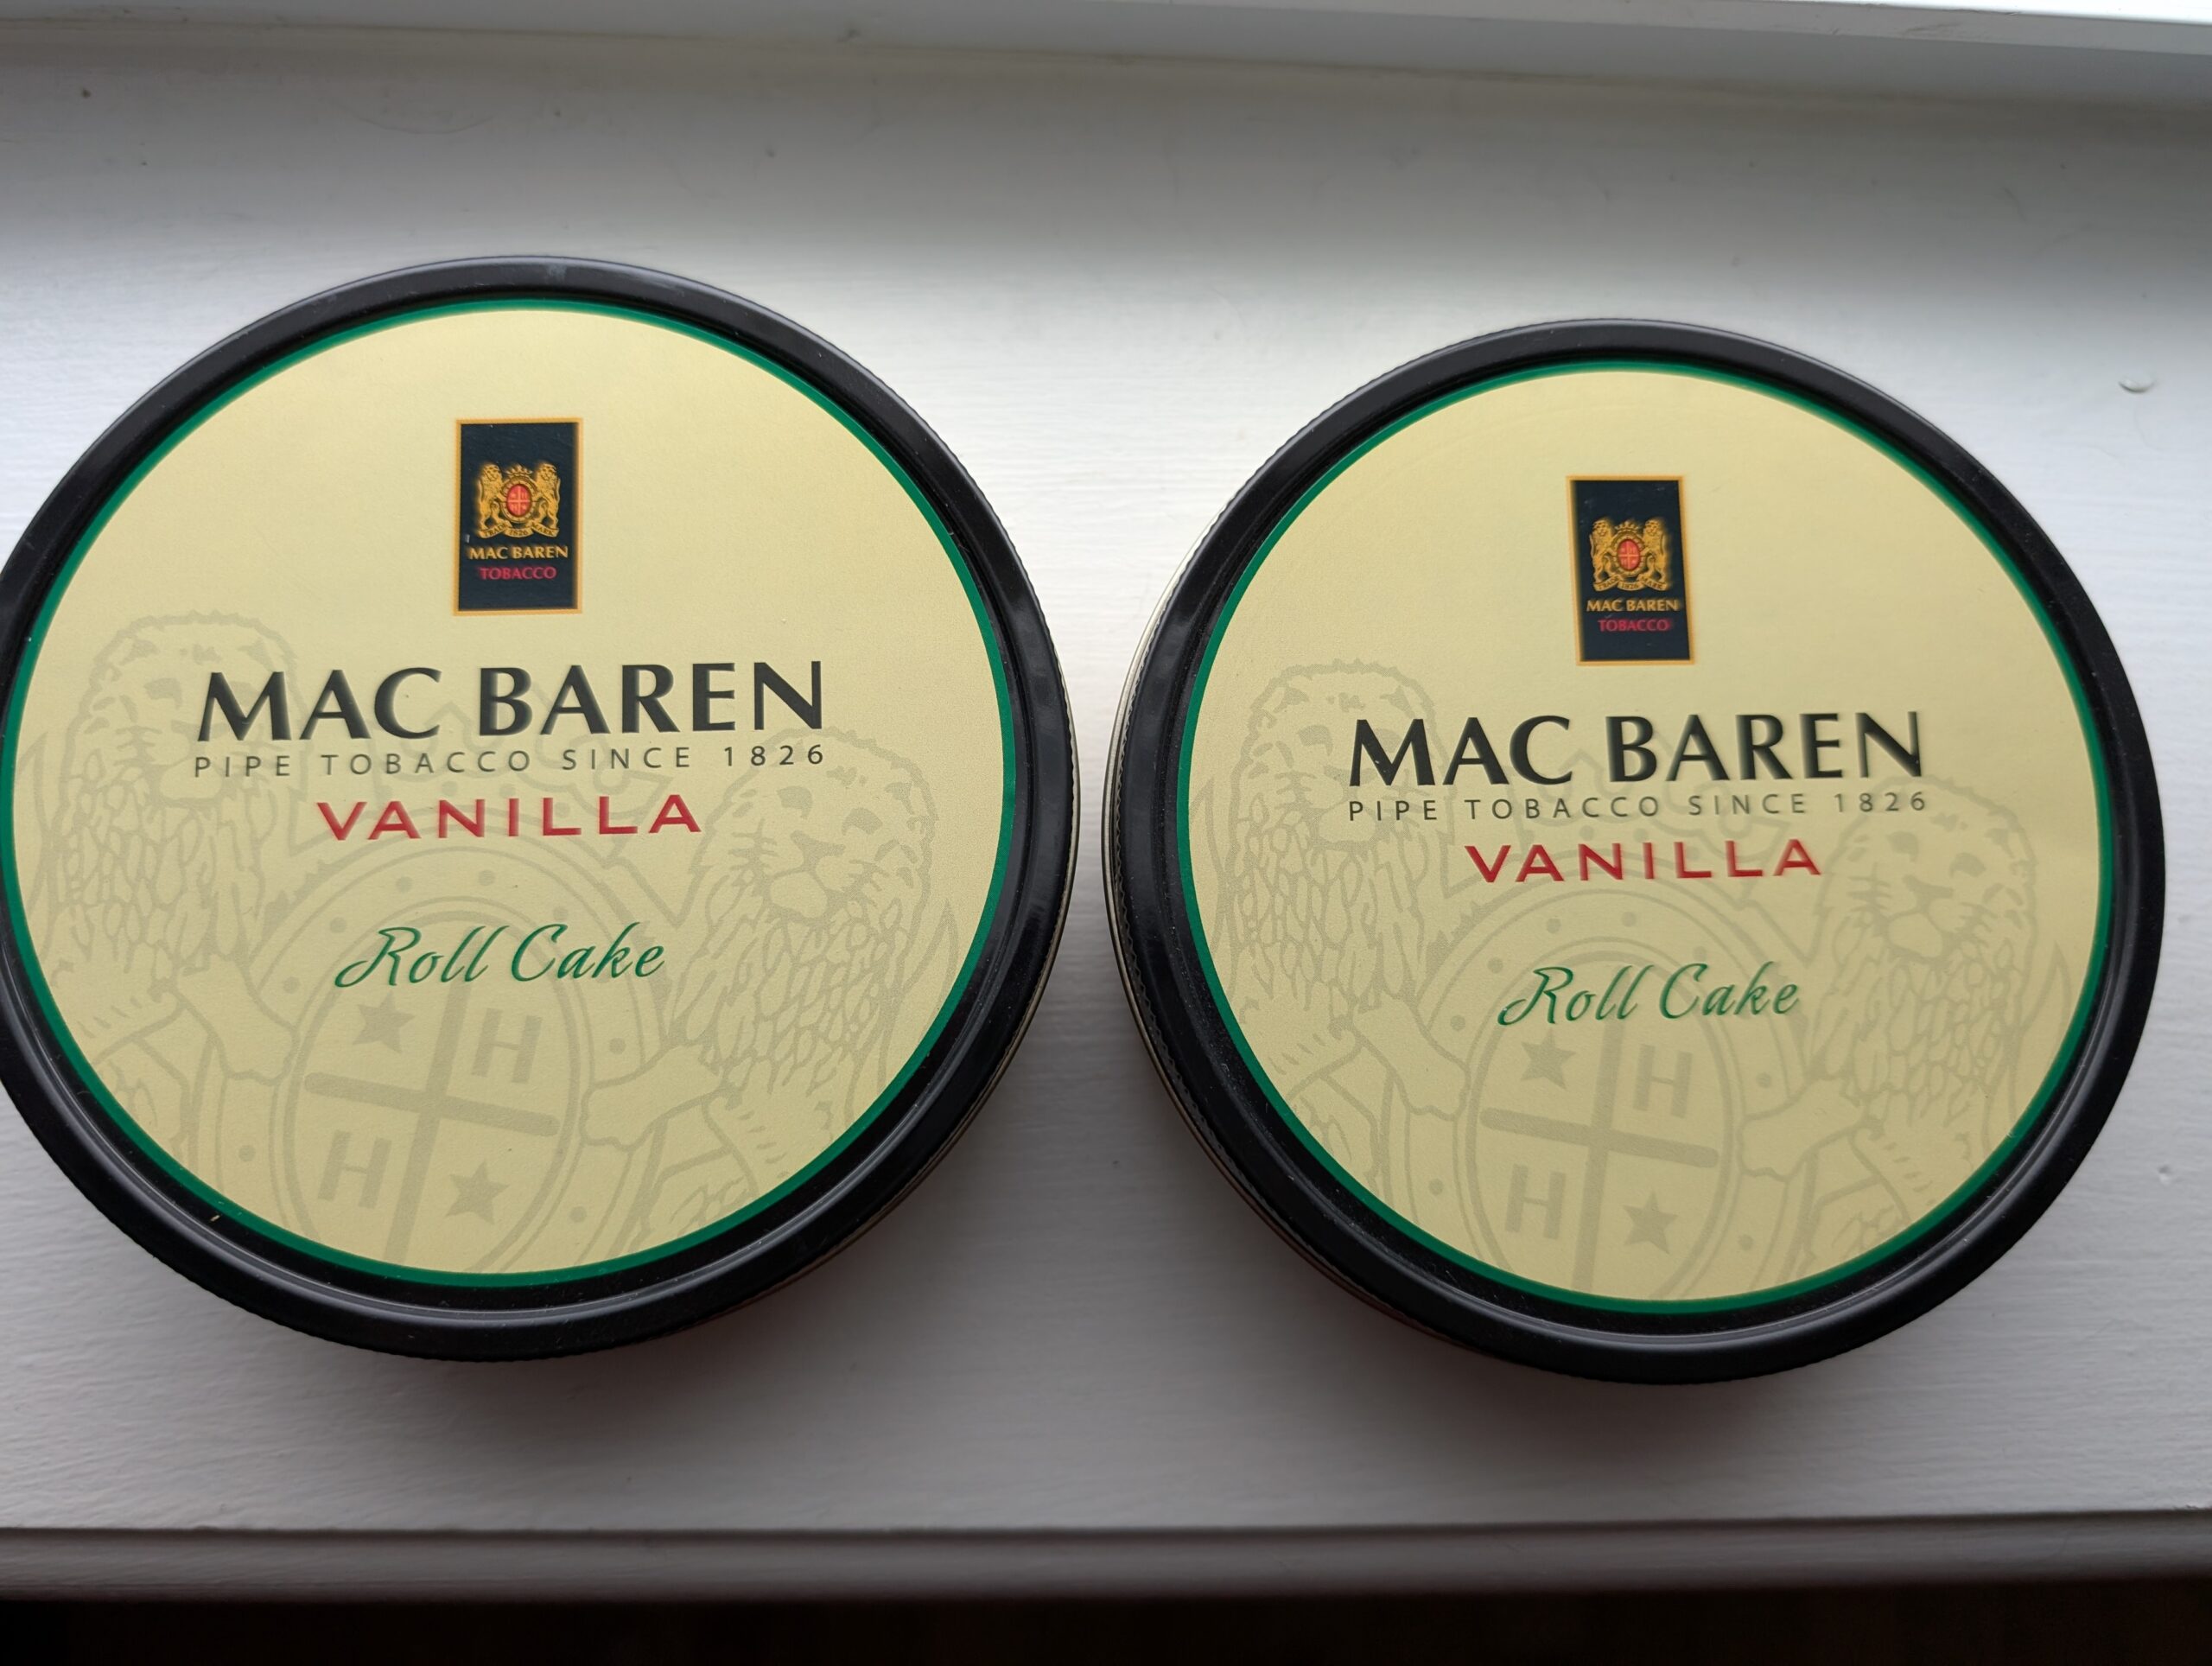 MAC BAREN
TOBACCO
MAC BAREN
PIPE TOBACCO SINCE 1826
VANILLA
Roll Cake
H
H
MAC BAREN
TOBACCO
MAC BAREN
PIPE TOBACCO SINCE 1826
VANILLA
Roll Cake
H
H